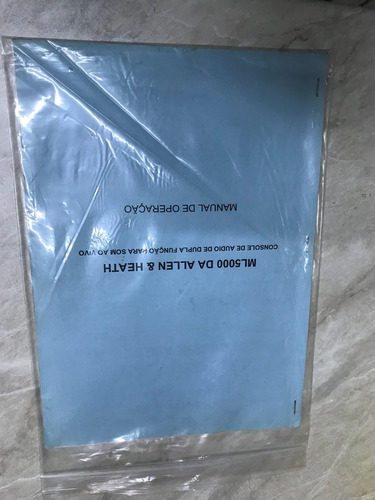 ML5000 DA ALLEN & HEATH
CONSOLE DE AUDIO DE DUPLA FUNÇÃO PARA SOM AO VIVO
MANUAL DE OPERAÇÃO